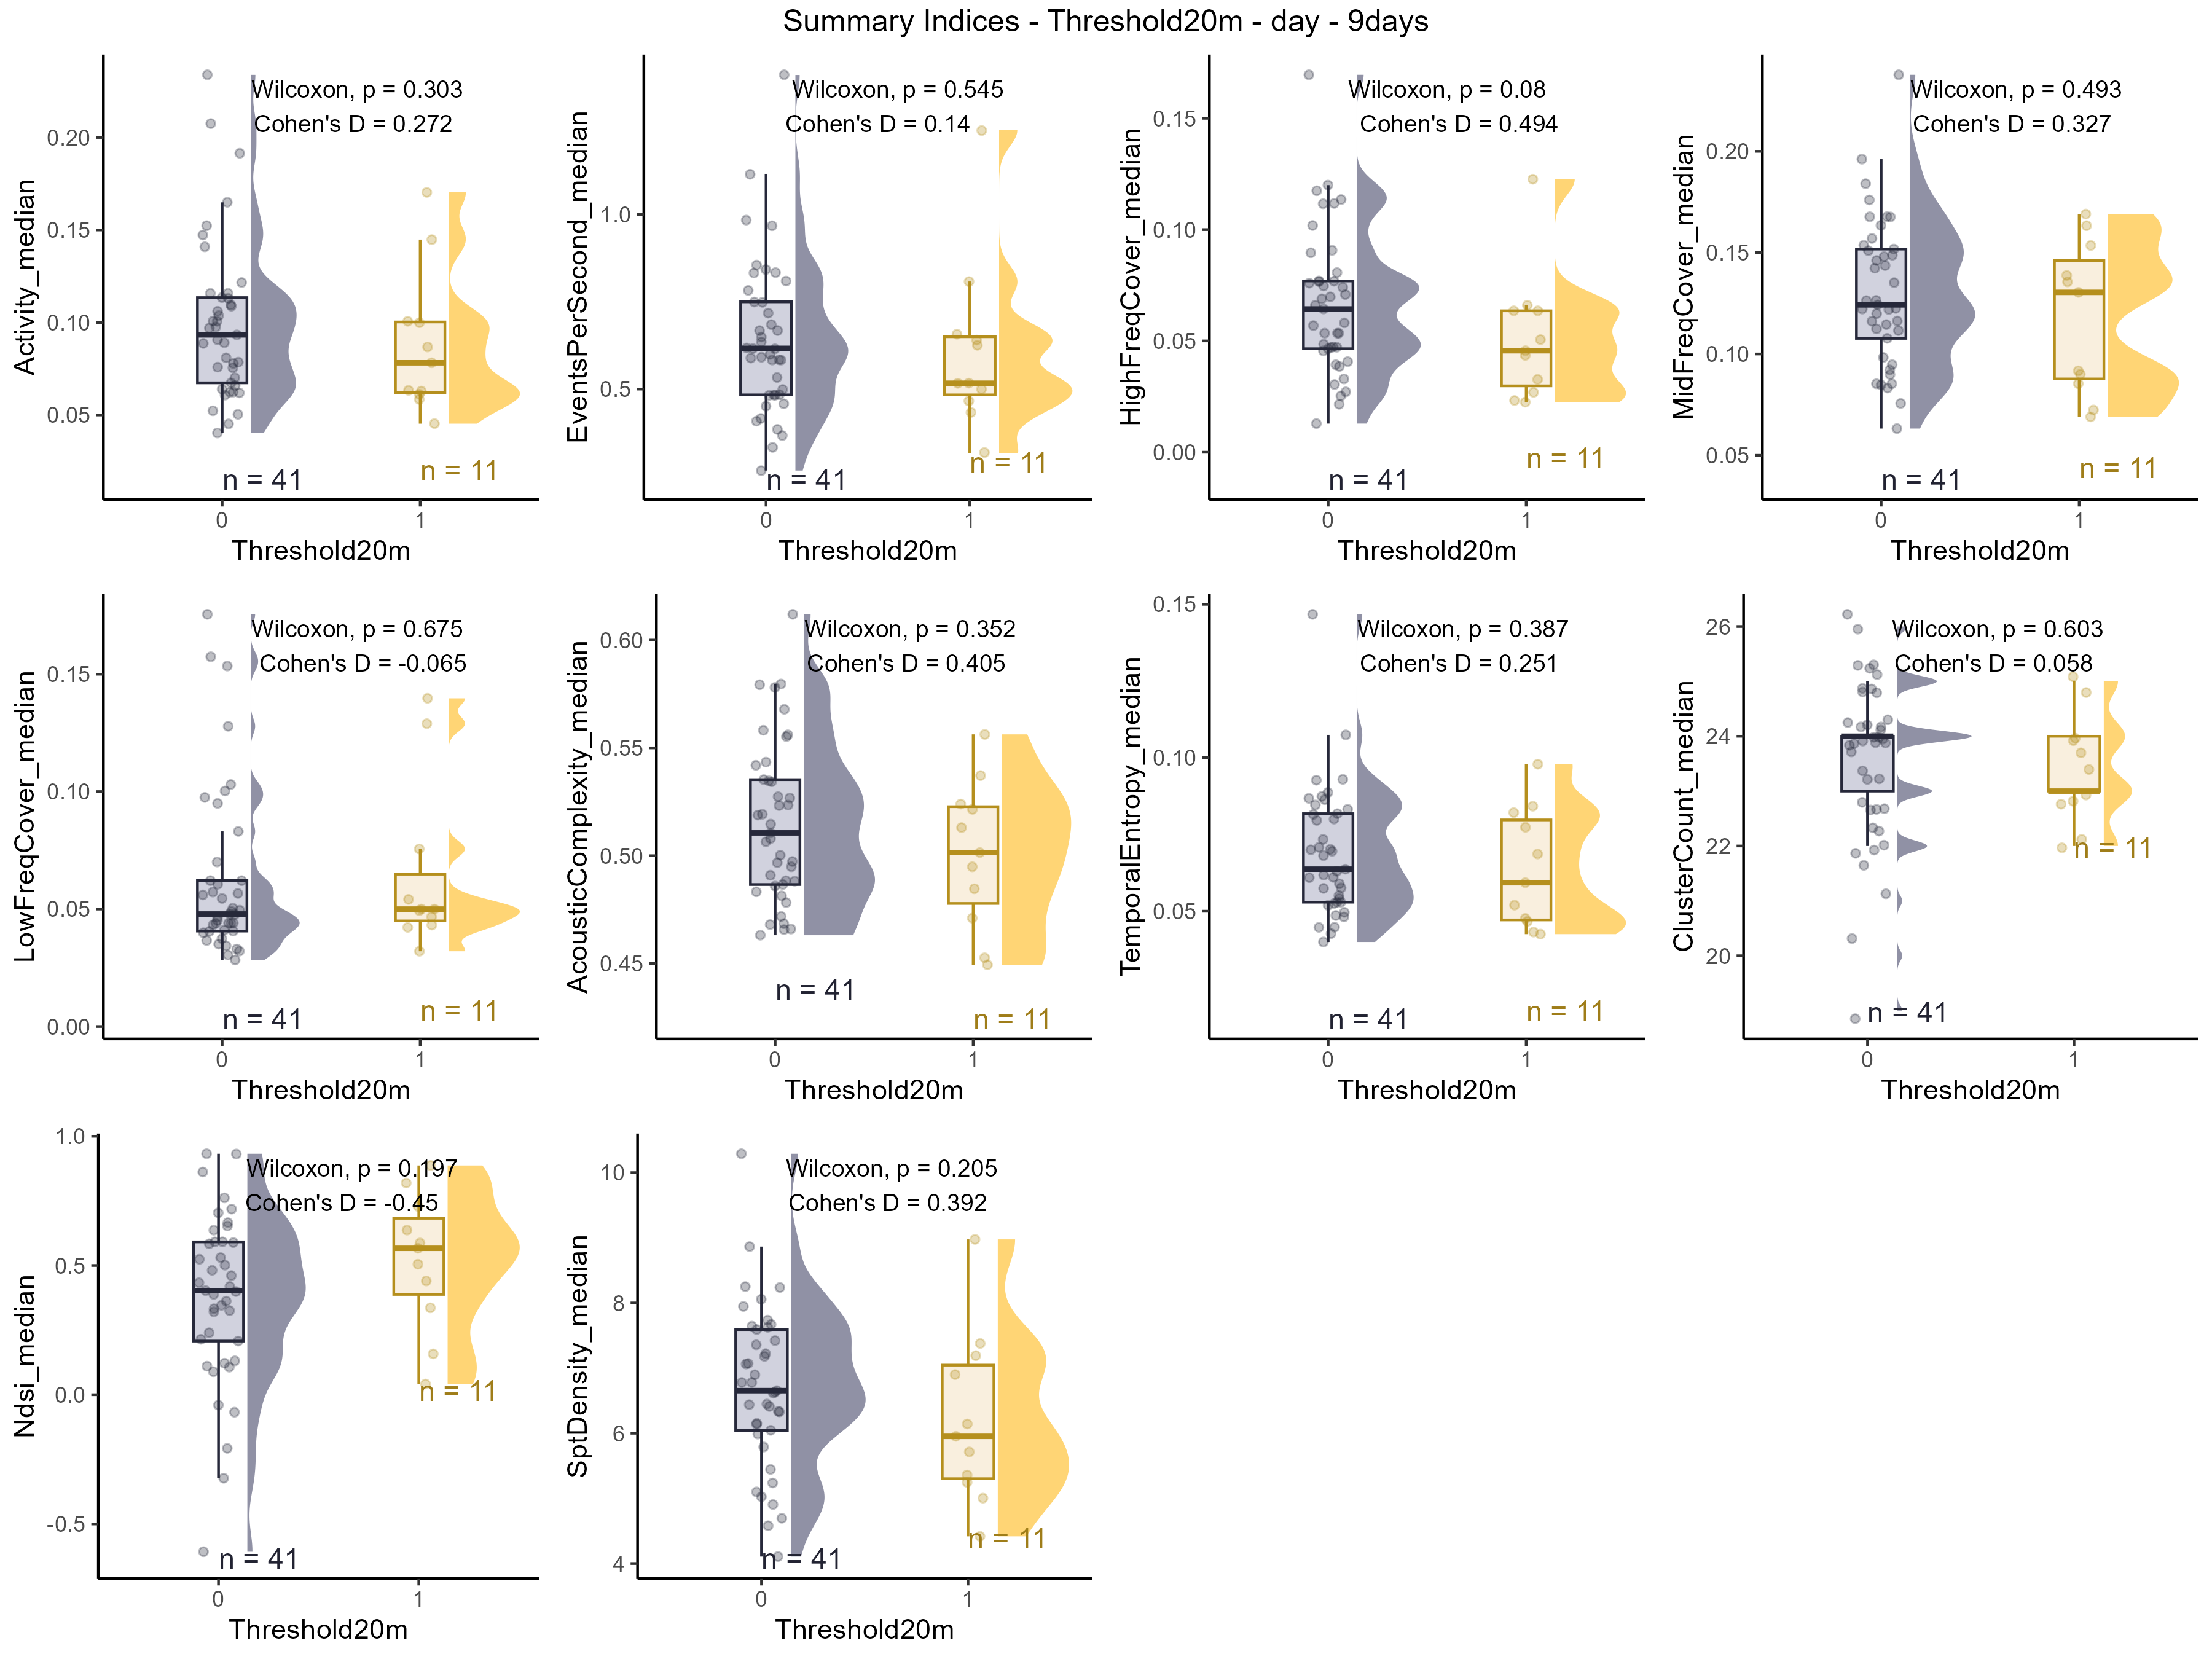 Summary Indices - Threshold20m - day - 9days
Activity_median
0.20
0.15
0.10
0.05
Wilcoxon, p = 0.303
Cohen's D = 0.272
n = 41
n = 11
0
1
Threshold20m
EventsPerSecond_median
1.0
0.5
Wilcoxon, p = 0.545
Cohen's D = 0.14
n = 41
n = 11
0
1
Threshold20m
HighFreqCover_median
0.15
0.10
0.05
0.00
Wilcoxon, p = 0.08
Cohen's D = 0.494
n = 41
n = 11
0
1
Threshold20m
MidFreqCover_median
0.20
0.15
0.10
0.05
Wilcoxon, p = 0.493
Cohen's D = 0.327
n = 41
n = 11
0
1
Threshold20m
LowFreqCover_median
0.15
0.10
0.05
0.00
Wilcoxon, p = 0.675
Cohen's D = -0.065
n = 41
n = 11
0
1
Threshold20m
AcousticComplexity_median
0.60
0.55
0.50
0.45
Wilcoxon, p = 0.352
Cohen's D = 0.405
n = 41
n = 11
0
1
Threshold20m
TemporalEntropy_median
0.15
0.10
0.05
Wilcoxon, p = 0.387
Cohen's D = 0.251
n = 41
n = 11
0
1
Threshold20m
ClusterCount_median
26
24
22
20
Wilcoxon, p = 0.603
Cohen's D = 0.058
n = 41
n = 11
0
1
Threshold20m
Ndsi_median
1.0
0.5
0.0
-0.5
Wilcoxon, p = 0.197
Cohen's D = -0.45
n = 41
n = 11
0
1
Threshold20m
SptDensity_median
10
8
6
4
Wilcoxon, p = 0.205
Cohen's D = 0.392
n = 41
n = 11
0
1
Threshold20m